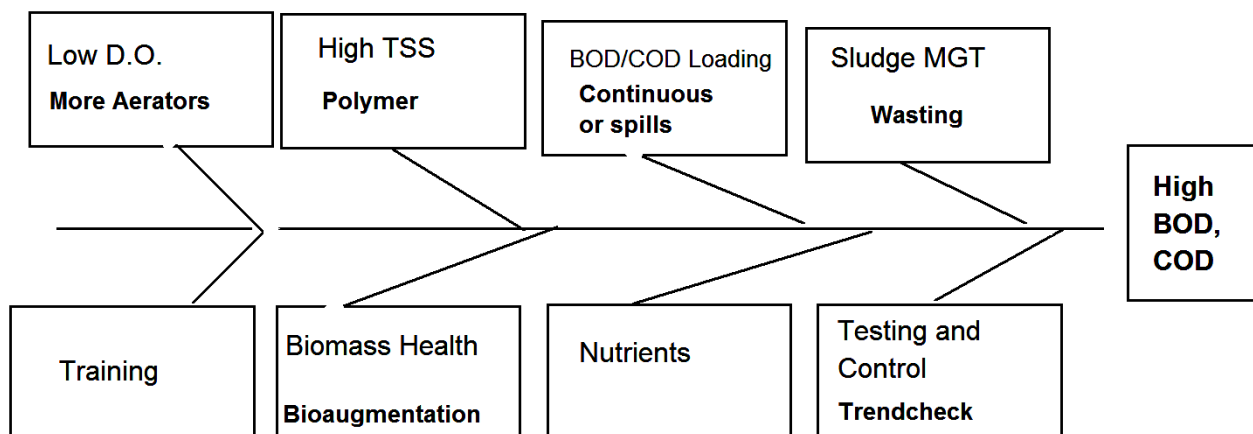 Low D.O.
More Aerators
High TSS
Polymer
BOD/COD Loading
Continuous
or spills
Sludge MGT
Wasting
High
BOD,
COD
Training
Biomass Health
Bioaugmentation
Nutrients
Testing and
Control
Trendcheck